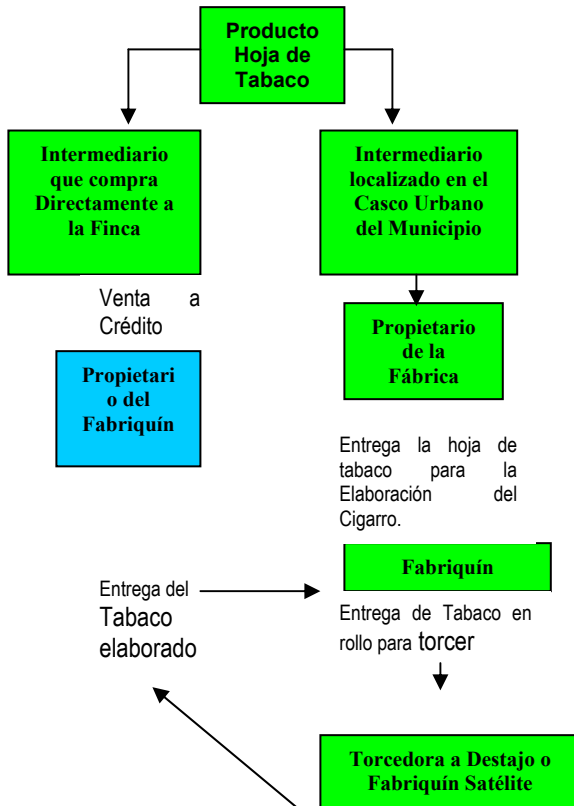 Producto
Hoja de
Tabaco
Intermediario
que compra
Directamente a
la Finca
Intermediario
localizado en el
Casco Urbano
del Municipio
Venta a
Crédito
Propietari
o del
Fabriquín
Propietario
de la
Fábrica
Entrega la hoja de
tabaco para la
Elaboración del
Cigarro.
Fabriquín
Entrega del
Tabaco
elaborado
Entrega de Tabaco en
rollo para torcer
Torcedora a Destajo o
Fabriquín Satélite